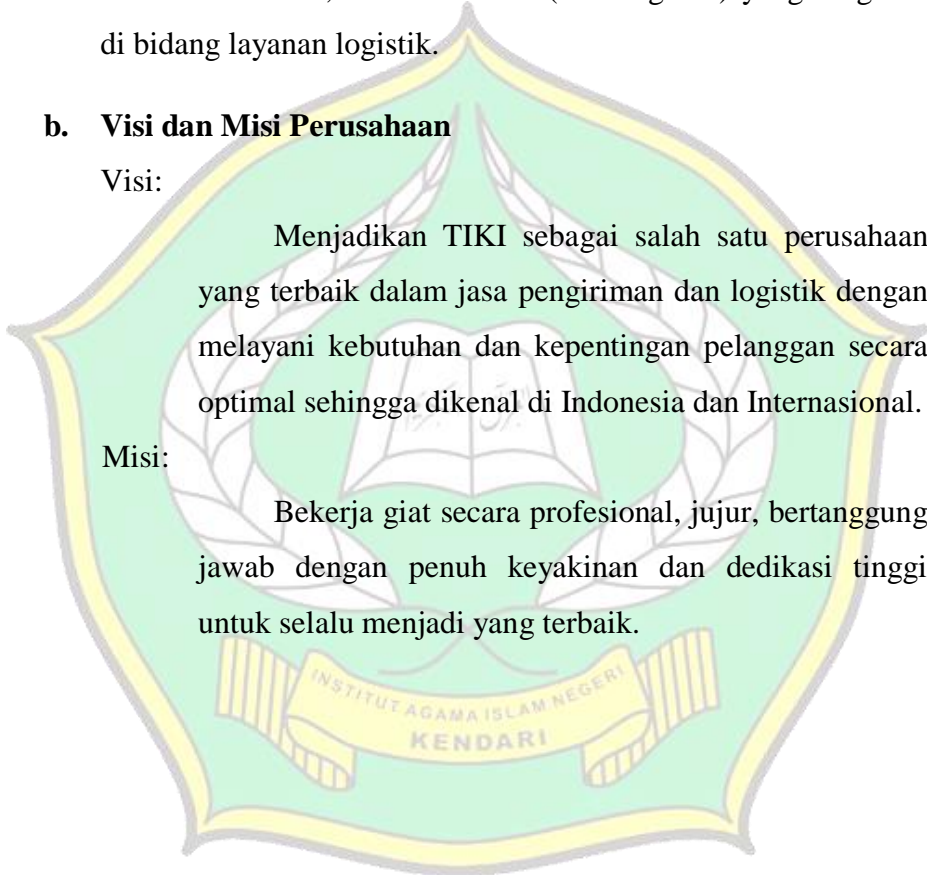 di bidang layanan logistik.
b. Visi dan Misi Perusahaan
Visi:
Menjadikan TIKI sebagai salah satu perusahaan
yang terbaik dalam jasa pengiriman dan logistik dengan
melayani kebutuhan dan kepentingan pelanggan secara
optimal sehingga dikenal di Indonesia dan Internasional.
Misi:
Bekerja giat secara profesional, jujur, bertanggung
jawab dengan penuh keyakinan dan dedikasi tinggi
untuk selalu menjadi yang terbaik.
INSTITUT AGAMA ISLAM NEGERI
KENDARI